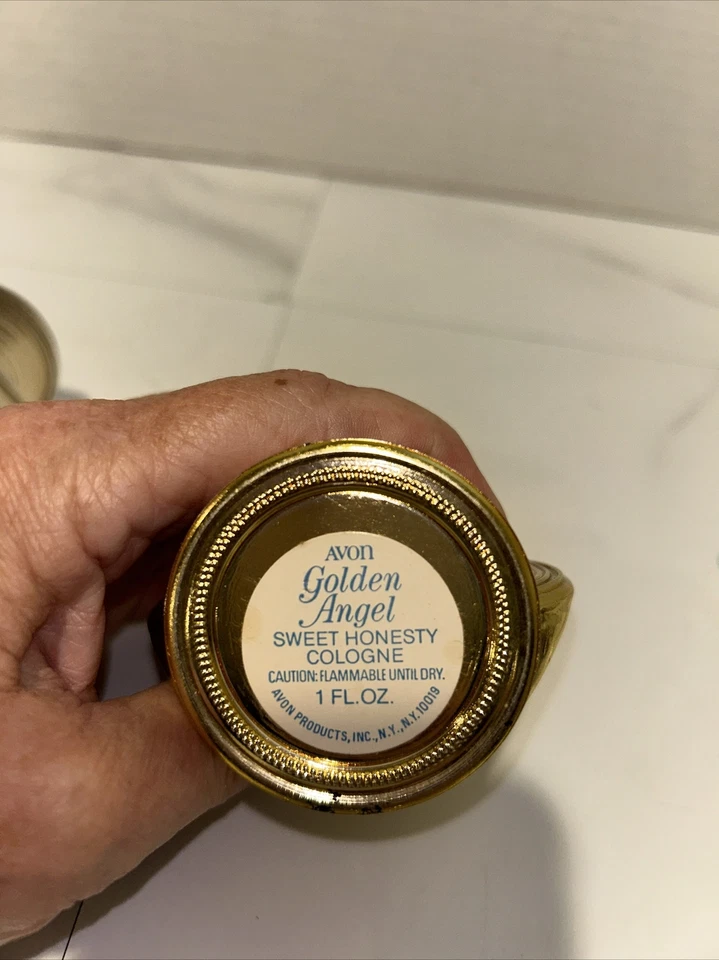 AVON
Golden
Angel
SWEET HONESTY
COLOGNE
CAUTION: FLAMMABLE UNTIL DRY.
1 FL.OZ.
AVON PRODUCTS, INC., N.Y., N.Y. 10019